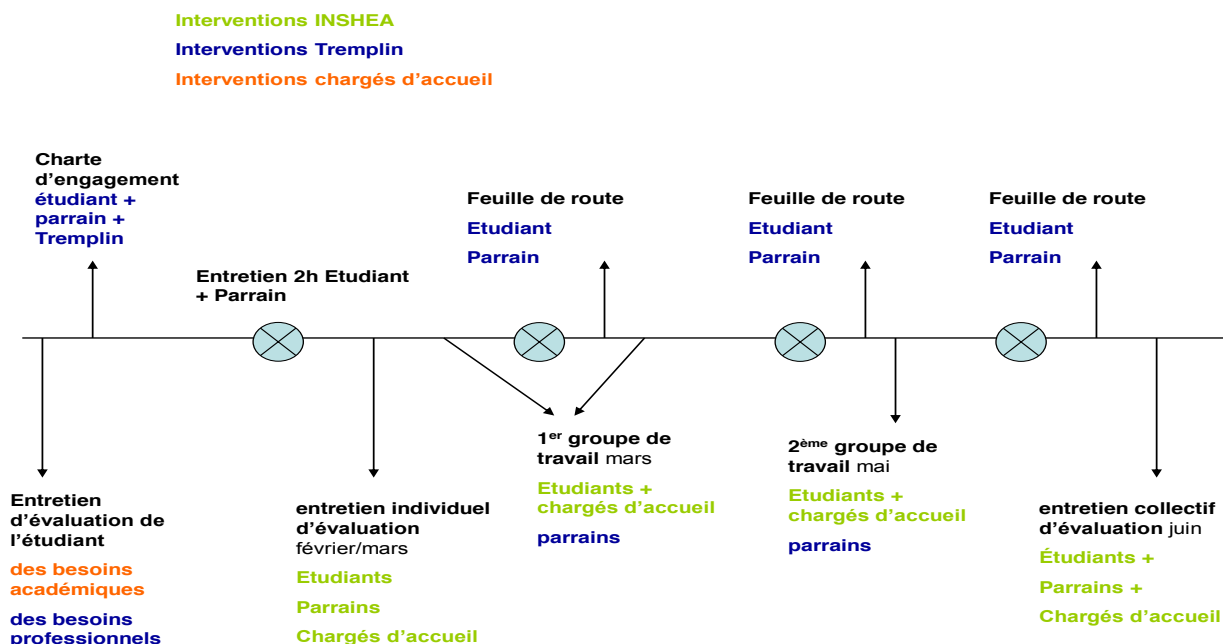 Interventions INSHEA
Interventions Tremplin
Interventions chargés d'accueil
Charte
d'engagement
étudiant +
parrain +
Tremplin
Entretien 2h Etudiant
+ Parrain
Feuille de route
Etudiant
Parrain
Feuille de route
Etudiant
Parrain
Feuille de route
Etudiant
Parrain
Entretien
d'évaluation de
l'étudiant
des besoins
académiques
des besoins
professionnels
entretien individuel
d'évaluation
février/mars
Etudiants
Parrains
Chargés d'accueil
1er groupe de
travail mars
Etudiants +
chargés d'accueil
parrains
2ème groupe de
travail mai
Etudiants +
chargés d'accueil
parrains
entretien collectif
d'évaluation juin
Étudiants +
Parrains +
Chargés d'accueil